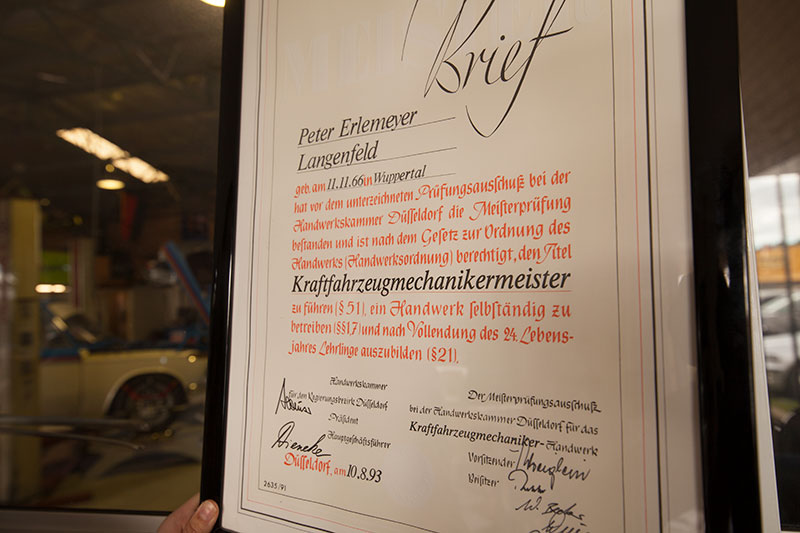 Brief
Peter Erlemeyer
Langenfeld
geb. am 11.11.66 in Wuppertal
hat vor dem unterzeichneten Prüfungsausschuß bei der
Handwerkskammer Düsseldorf die Meisterprüfung
bestanden und ist nach dem Gesetz zur Ordnung des
Handwerks (Handwerksordnung) berechtigt, den Titel
Kraftfahrzeugmechanikermeister
zu führen (§ 51), ein Handwerk selbständig zu
betreiben (§§1,7) und nach Vollendung des 24. Lebens-
jahres Lehrlinge auszubilden (§21).
Handwerkskammer
für den Regierungsbezirk Düsseldorf
Präsident
Hauptgeschäftsführer
Düsseldorf, am 10.8.93
Der Meisterprüfungsausschuß
bei der Handwerkskammer Düsseldorf für das
Kraftfahrzeugmechaniker-Handwerk
Vorsitzender
Beisitzer
2635/91